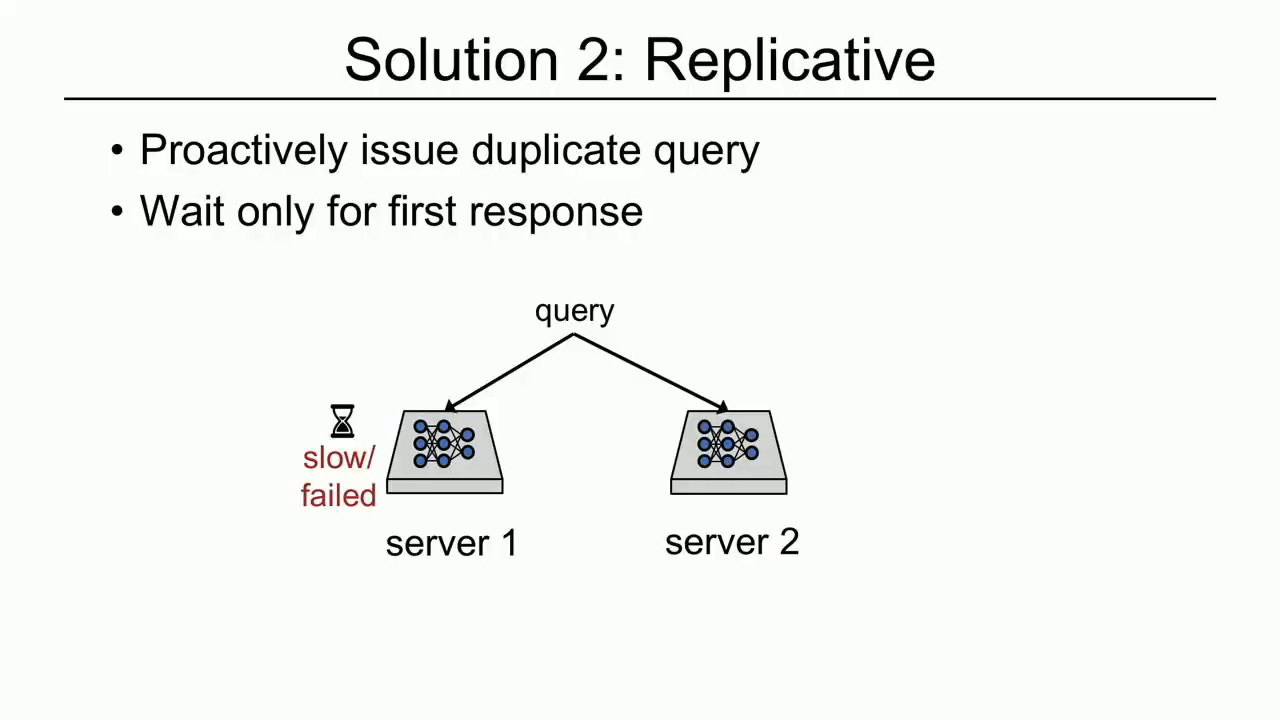 Solution 2: Replicative
• Proactively issue duplicate query
• Wait only for first response
query
slow/
failed
server 1
server 2